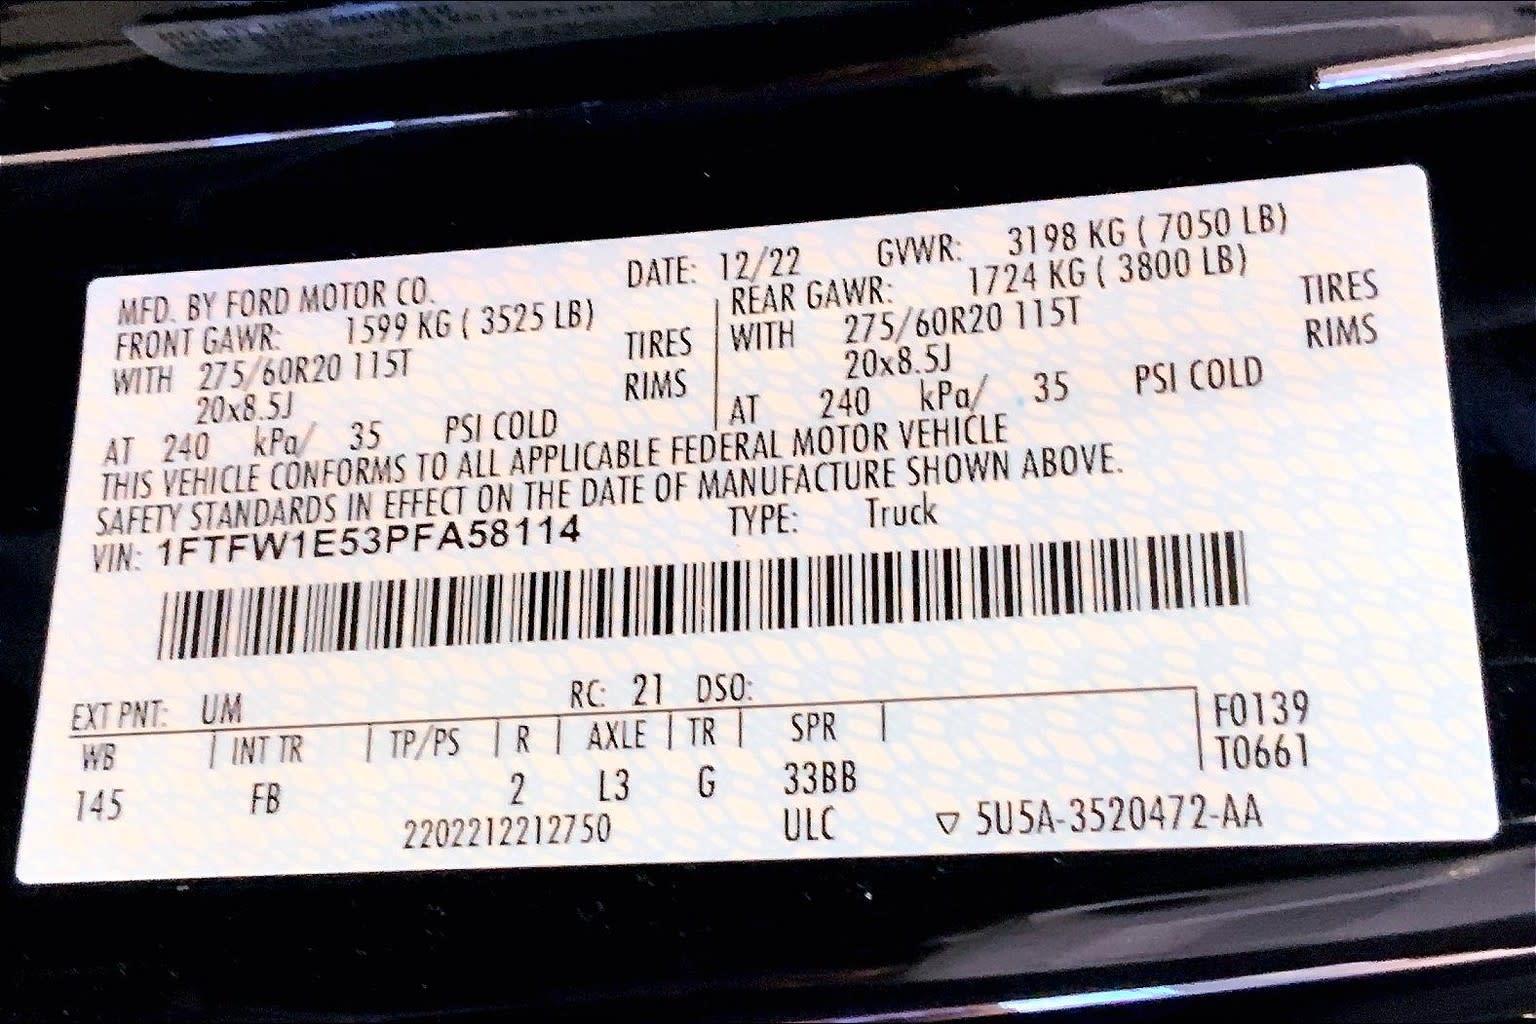 MFD. BY FORD MOTOR CO. DATE: 12/22 GVWR: 3198 KG ( 7050 LB)
FRONT GAWR: 1599 KG ( 3525 LB)
WITH 275/60R20 115T TIRES
20x8.5J RIMS
AT 240 kPa/ 35 PSI COLD
REAR GAWR: 1724 KG ( 3800 LB)
WITH 275/60R20 115T TIRES
20x8.5J RIMS
AT 240 kPa/ 35 PSI COLD
THIS VEHICLE CONFORMS TO ALL APPLICABLE FEDERAL MOTOR VEHICLE
SAFETY STANDARDS IN EFFECT ON THE DATE OF MANUFACTURE SHOWN ABOVE.
VIN: 1FTFW1E53PFA58114 TYPE: Truck
EXT PNT: UM RC: 21 DSO:
WB INT TR TP/PS R AXLE TR SPR F0139
T0661
145 FB 2 L3 G 33BB
2202212212750 ULC ▽ 5U5A-3520472-AA